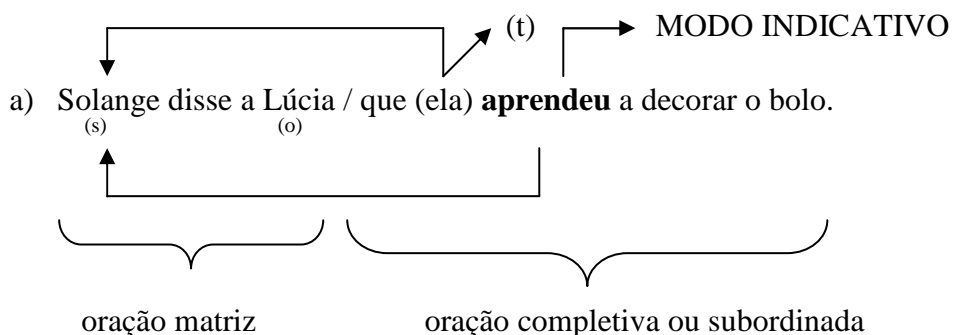 (t) MODO INDICATIVO
a) Solange disse a Lúcia / que (ela) aprendeu a decorar o bolo.
(s) (o)
oração matriz oração completiva ou subordinada